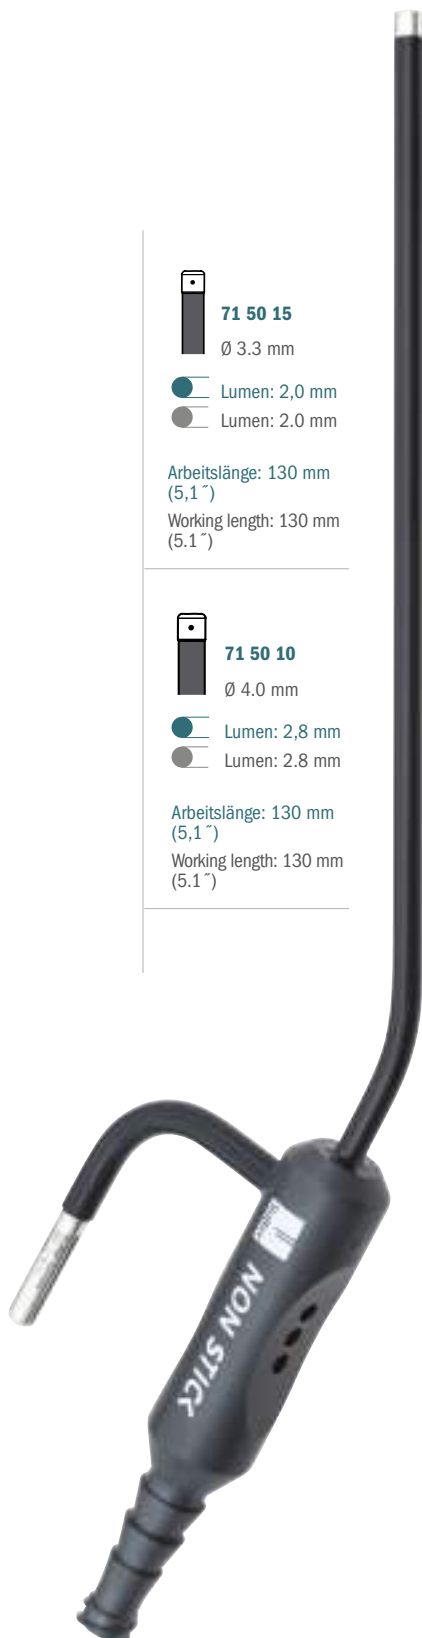 71 50 15
Ø 3.3 mm
Lumen: 2,0 mm
Lumen: 2.0 mm
Arbeitslänge: 130 mm
(5,1˝)
Working length: 130 mm
(5.1˝)
71 50 10
Ø 4.0 mm
Lumen: 2,8 mm
Lumen: 2.8 mm
Arbeitslänge: 130 mm
(5,1˝)
Working length: 130 mm
(5.1˝)
NON STICK